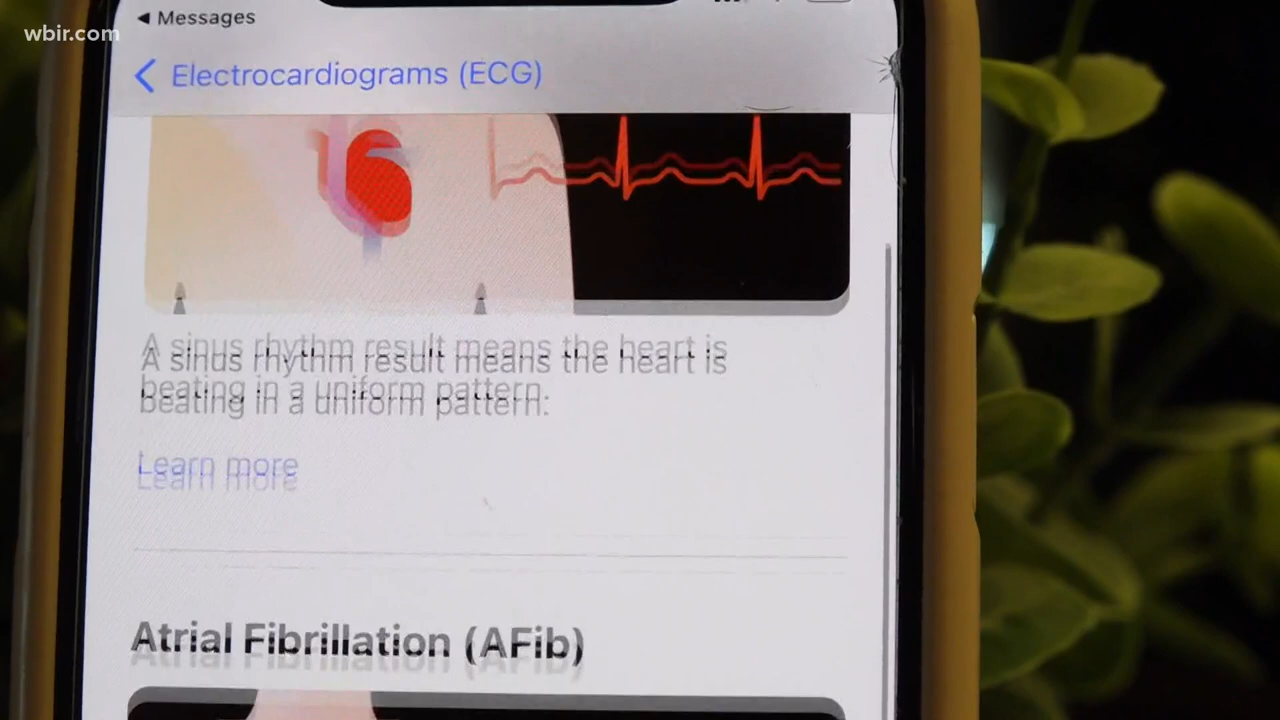 wbir.com
◀ Messages
Electrocardiograms (ECG)
A sinus rhythm result means the heart is
beating in a uniform pattern.
Learn more
Atrial Fibrillation (AFib)